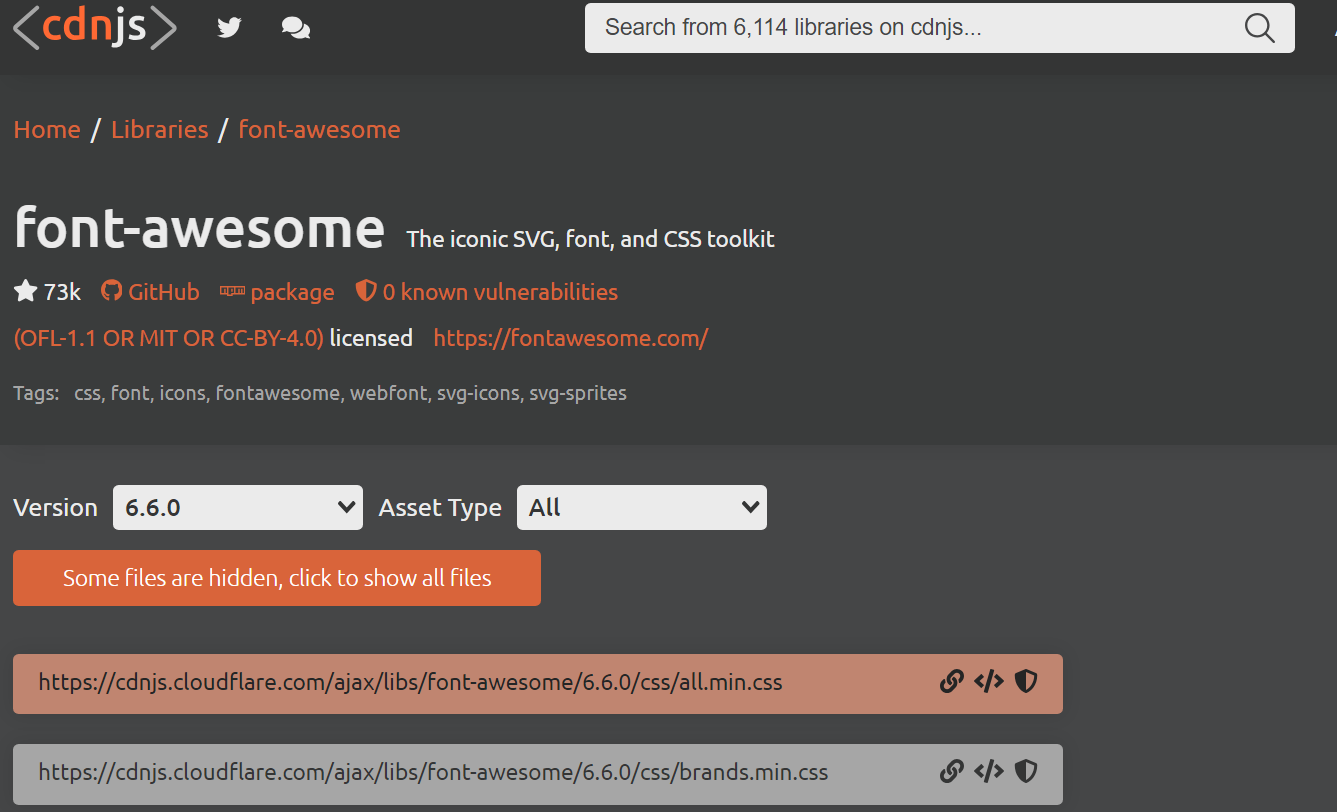 <cdnjs>
Search from 6,114 libraries on cdnjs...
Home / Libraries / font-awesome
font-awesome The iconic SVG, font, and CSS toolkit
73k GitHub package 0 known vulnerabilities
(OFL-1.1 OR MIT OR CC-BY-4.0) licensed https://fontawesome.com/
Tags: css, font, icons, fontawesome, webfont, svg-icons, svg-sprites
Version 6.6.0 Asset Type All
Some files are hidden, click to show all files
https://cdnjs.cloudflare.com/ajax/libs/font-awesome/6.6.0/css/all.min.css
https://cdnjs.cloudflare.com/ajax/libs/font-awesome/6.6.0/css/brands.min.css